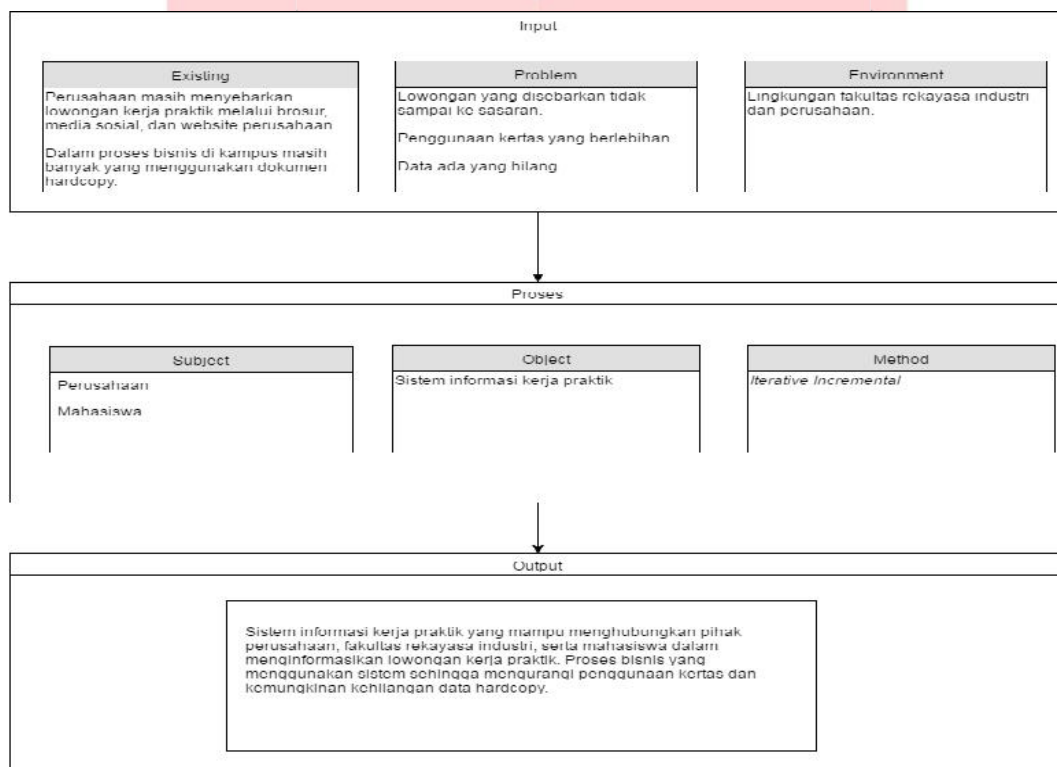 Input
Existing
Perusahaan masih menyebarkan
lowongan kerja praktik melalui brosur,
media sosial, dan website perusahaan
Dalam proses bisnis di kampus masih
banyak yang menggunakan dokumen
hardcopy.
Problem
Lowongan yang disebarkan tidak
sampai ke sasaran.
Penggunaan kertas yang berlebihan
Data ada yang hilang
Environment
Lingkungan fakultas rekayasa industri
dan perusahaan.
Proses
Subject
Perusahaan
Mahasiswa
Object
Sistem informasi kerja praktik
Method
Iterative Incremental
Output
Sistem informasi kerja praktik yang mampu menghubungkan pihak
perusahaan, fakultas rekayasa industri, serta mahasiswa dalam
menginformasikan lowongan kerja praktik. Proses bisnis yang
menggunakan sistem sehingga mengurangi penggunaan kertas dan
kemungkinan kehilangan data hardcopy.